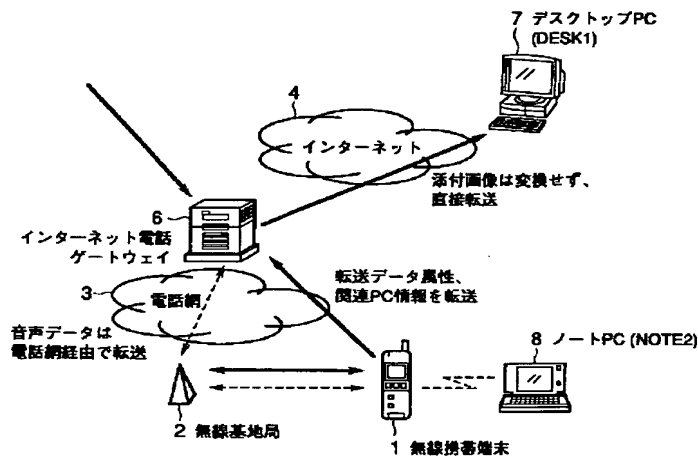 7 デスクトップPC
(DESK1)
4
インターネット
添付画像は変換せず、
直接転送
6
インターネット電話
ゲートウェイ
3
電話網
転送データ属性、
関連PC情報を転送
音声データは
電話網経由で転送
8 ノートPC (NOTE2)
2 無線基地局
1 無線携帯端末